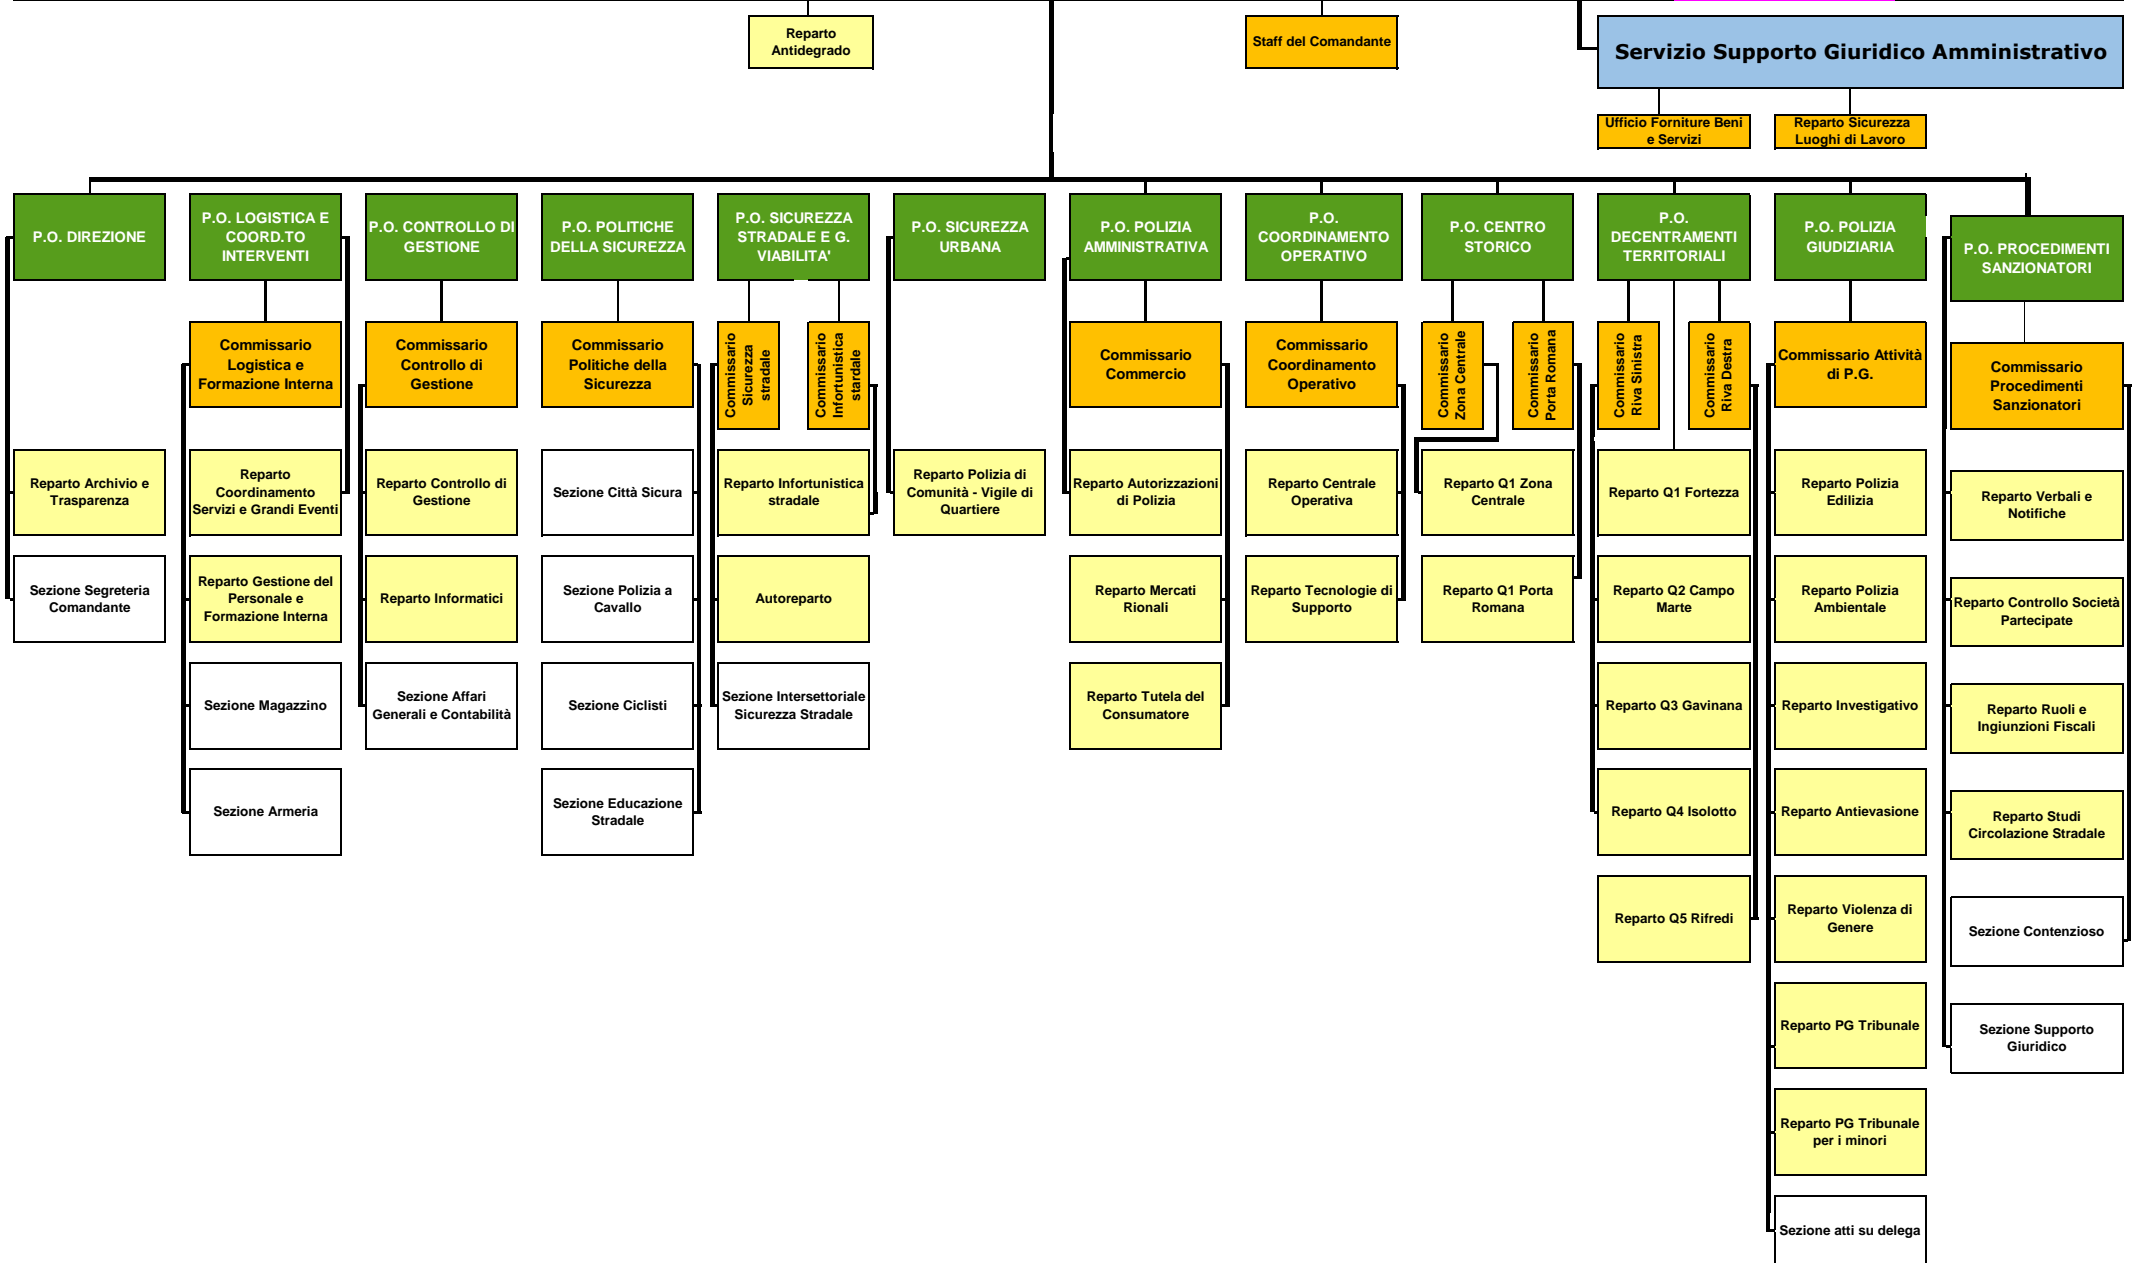 Reparto
Antidegrado
Staff del Comandante
Servizio Supporto Giuridico Amministrativo
Ufficio Forniture Beni
e Servizi
Reparto Sicurezza
Luoghi di Lavoro
P.O. DIREZIONE
P.O. LOGISTICA E
COORD.TO
INTERVENTI
P.O. CONTROLLO DI
GESTIONE
P.O. POLITICHE
DELLA SICUREZZA
P.O. SICUREZZA
STRADALE E G.
VIABILITA'
P.O. SICUREZZA
URBANA
P.O. POLIZIA
AMMINISTRATIVA
P.O.
COORDINAMENTO
OPERATIVO
P.O. CENTRO
STORICO
P.O.
DECENTRAMENTI
TERRITORIALI
P.O. POLIZIA
GIUDIZIARIA
P.O. PROCEDIMENTI
SANZIONATORI
Commissario
Logistica e
Formazione Interna
Commissario
Controllo di
Gestione
Commissario
Politiche della
Sicurezza
Commissario
Sicurezza
stradale
Commissario
Infortunistica
stardale
Commissario
Commercio
Commissario
Coordinamento
Operativo
Commissario
Zona Centrale
Commissario
Porta Romana
Commissario
Riva Sinistra
Commissario
Riva Destra
Commissario Attività
di P.G.
Commissario
Procedimenti
Sanzionatori
Reparto Archivio e
Trasparenza
Reparto
Coordinamento
Servizi e Grandi Eventi
Reparto Controllo di
Gestione
Sezione Città Sicura
Reparto Infortunistica
stradale
Reparto Polizia di
Comunità - Vigile di
Quartiere
Reparto Autorizzazioni
di Polizia
Reparto Centrale
Operativa
Reparto Q1 Zona
Centrale
Reparto Q1 Fortezza
Reparto Polizia
Edilizia
Reparto Verbali e
Notifiche
Sezione Segreteria
Comandante
Reparto Gestione del
Personale e
Formazione Interna
Reparto Informatici
Sezione Polizia a
Cavallo
Autoreparto
Reparto Mercati
Rionali
Reparto Tecnologie di
Supporto
Reparto Q1 Porta
Romana
Reparto Q2 Campo
Marte
Reparto Polizia
Ambientale
Reparto Controllo Società
Partecipate
Sezione Magazzino
Sezione Affari
Generali e Contabilità
Sezione Ciclisti
Sezione Intersettoriale
Sicurezza Stradale
Reparto Tutela del
Consumatore
Reparto Q3 Gavinana
Reparto Investigativo
Reparto Ruoli e
Ingiunzioni Fiscali
Sezione Armeria
Sezione Educazione
Stradale
Reparto Q4 Isolotto
Reparto Antievasione
Reparto Studi
Circolazione Stradale
Reparto Q5 Rifredi
Reparto Violenza di
Genere
Sezione Contenzioso
Reparto PG Tribunale
Sezione Supporto
Giuridico
Reparto PG Tribunale
per i minori
Sezione atti su delega